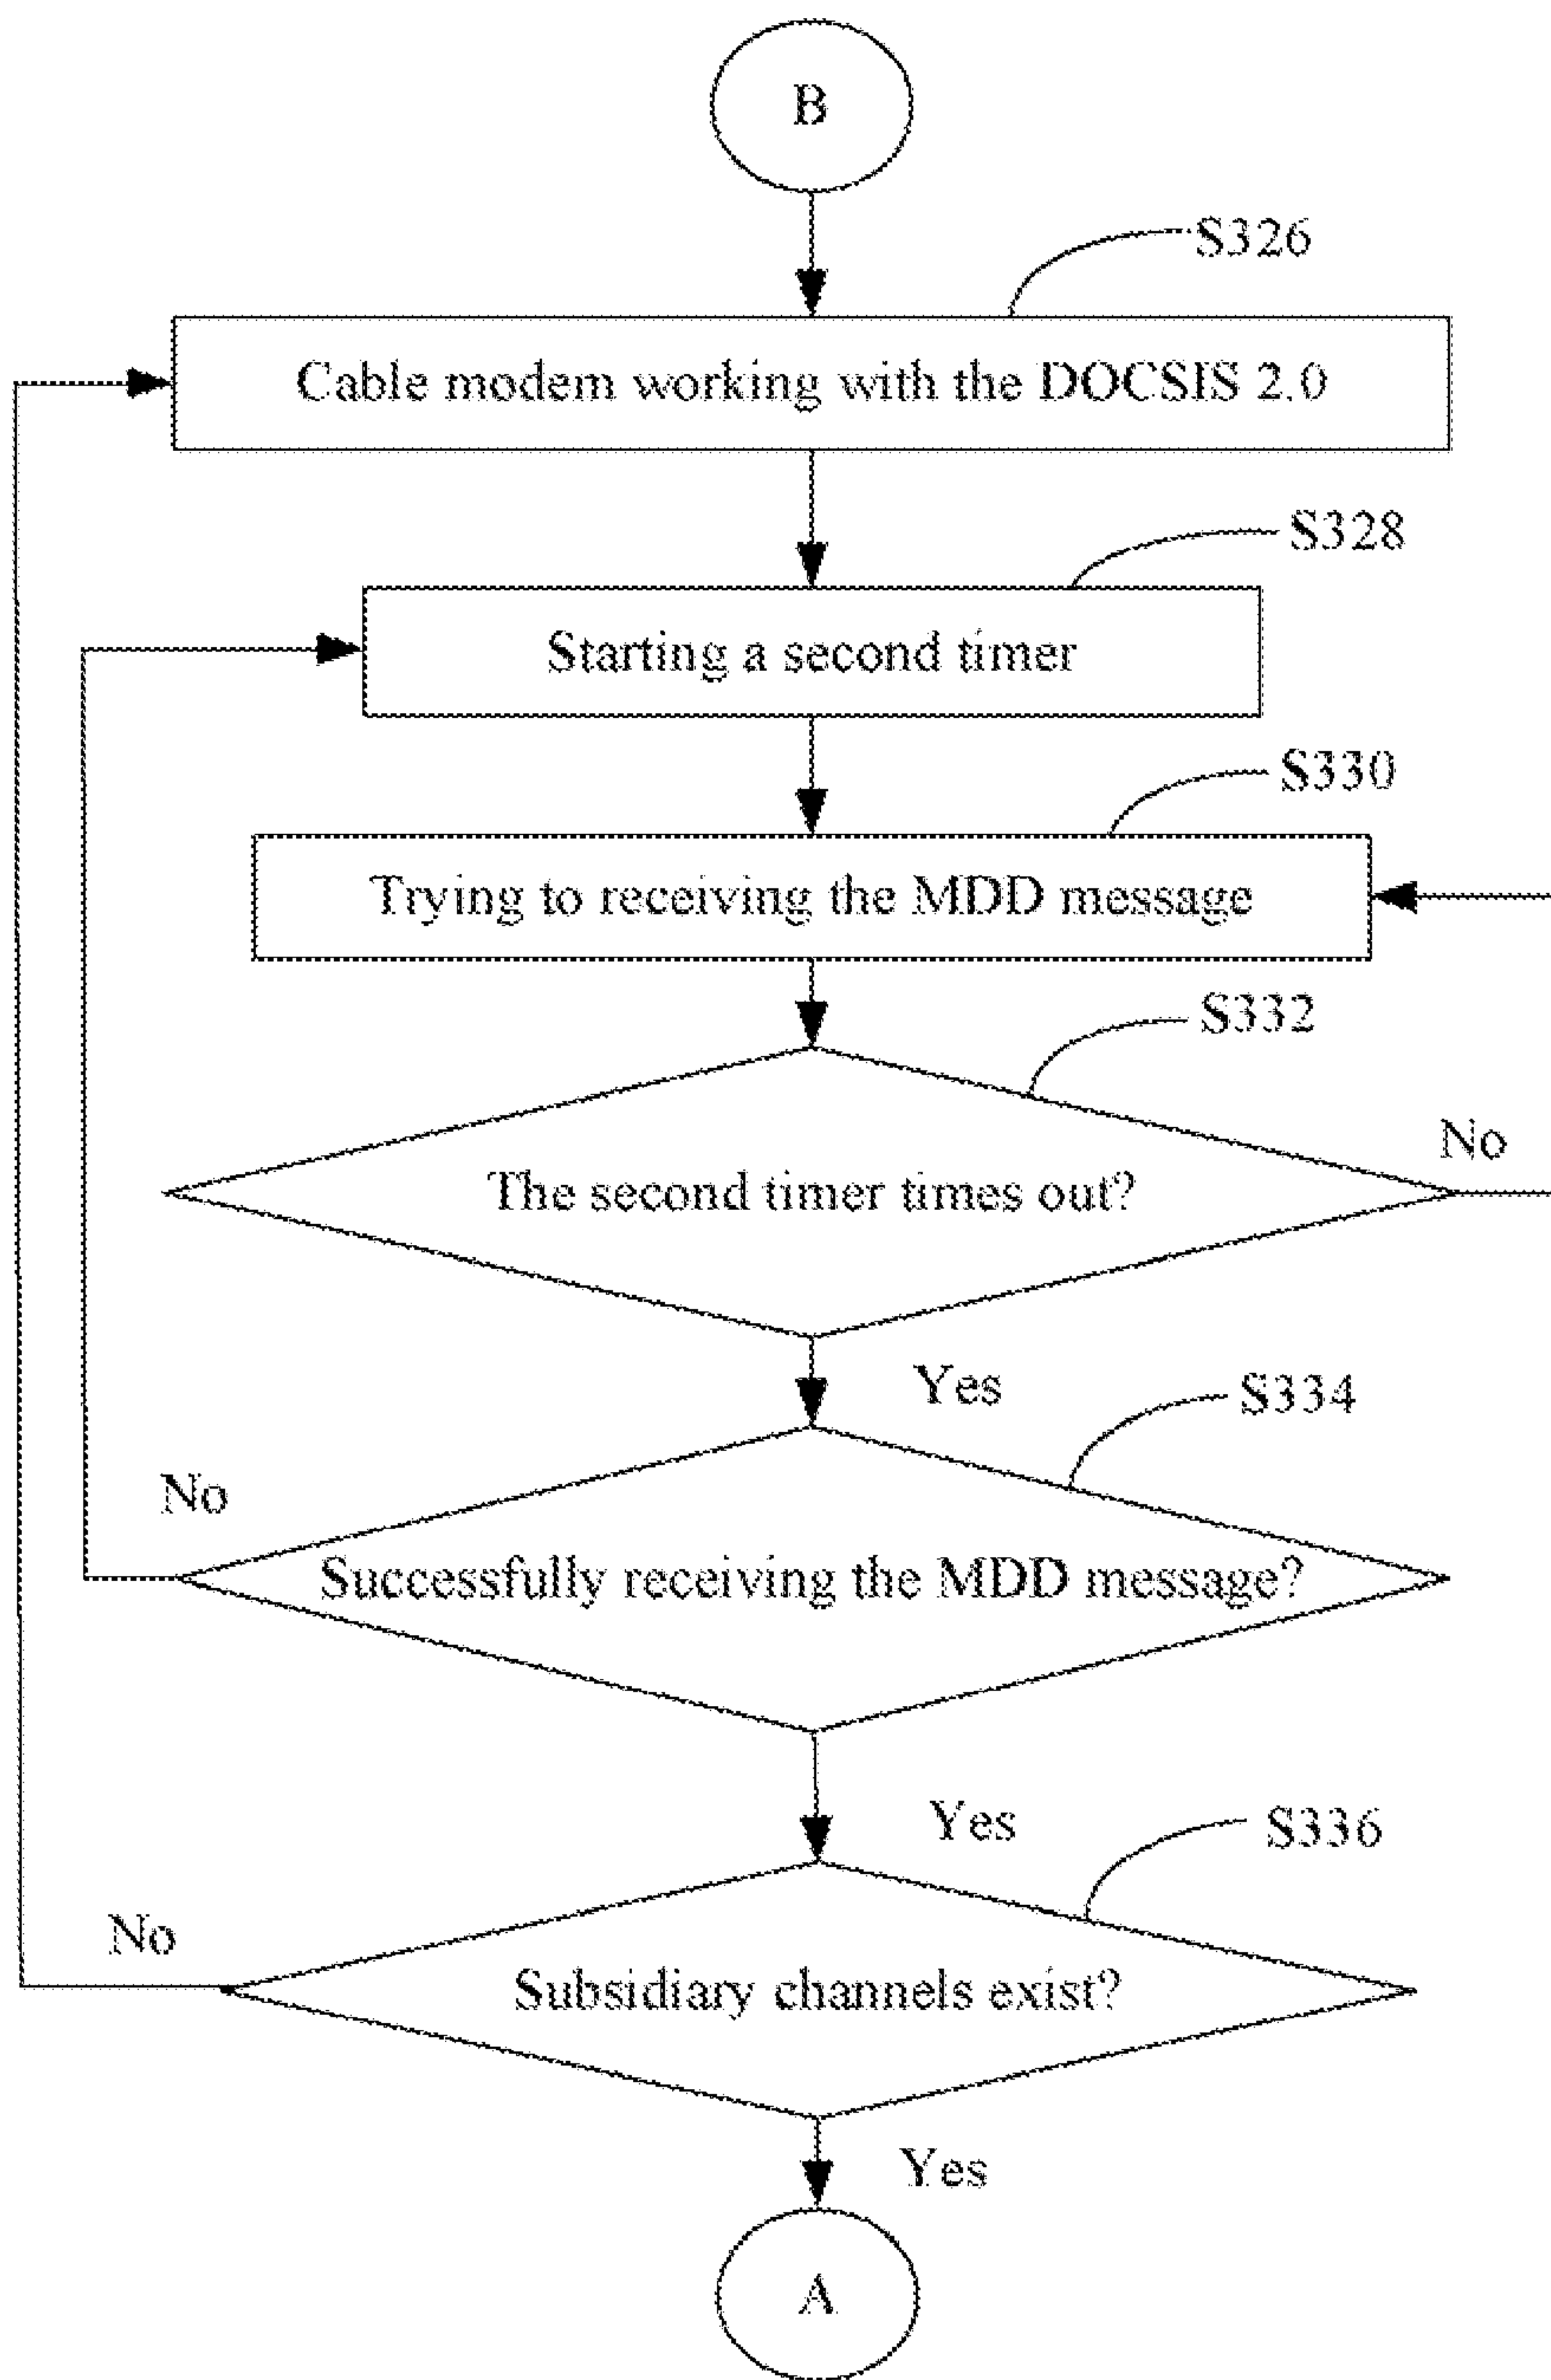 B
S326
Cable modem working with the DOCSIS 2.0
S328
Starting a second timer
S330
Trying to receiving the MDD message
S332
No
The second timer times out?
Yes
S334
No
Successfully receiving the MDD message?
Yes
S336
No
Subsidiary channels exist?
Yes
A